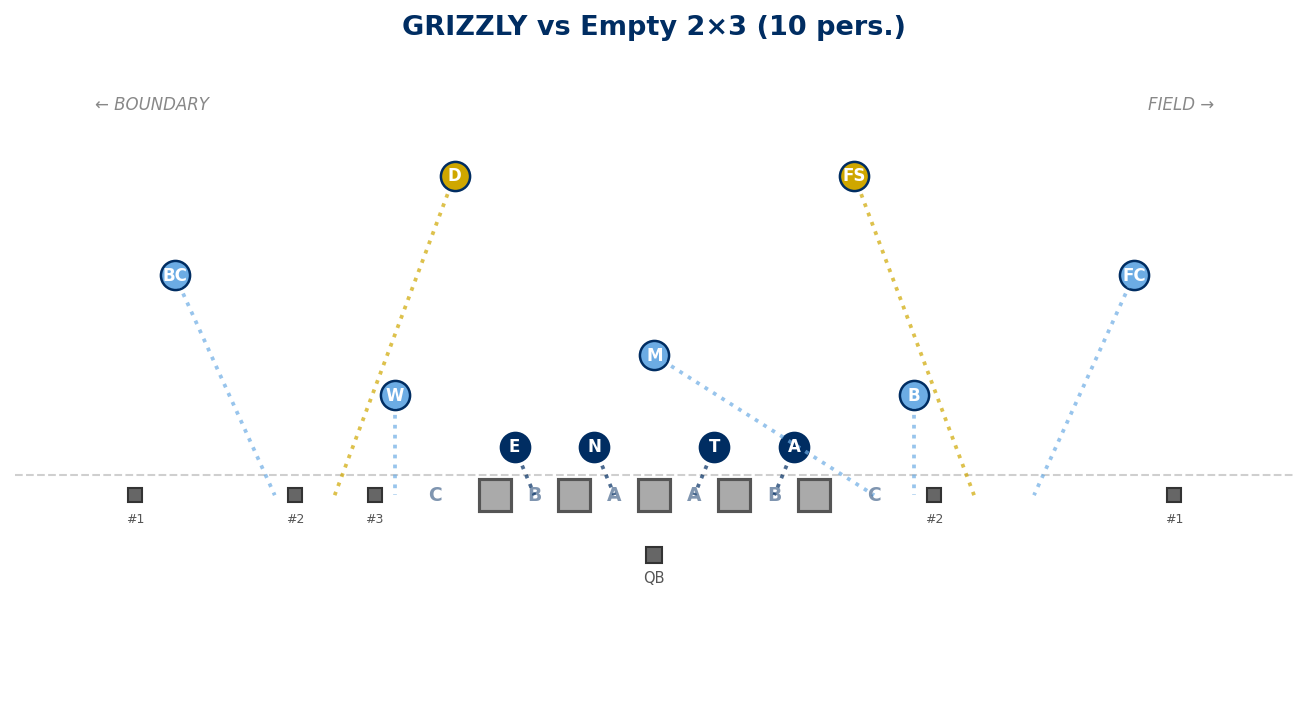 GRIZZLY vs Empty 2×3 (10 pers.)
← BOUNDARY
FIELD →
D
FS
BC
FC
M
W
B
E
N
T
A
C
B
A
A
B
C
#1
#2
#3
#2
#1
QB